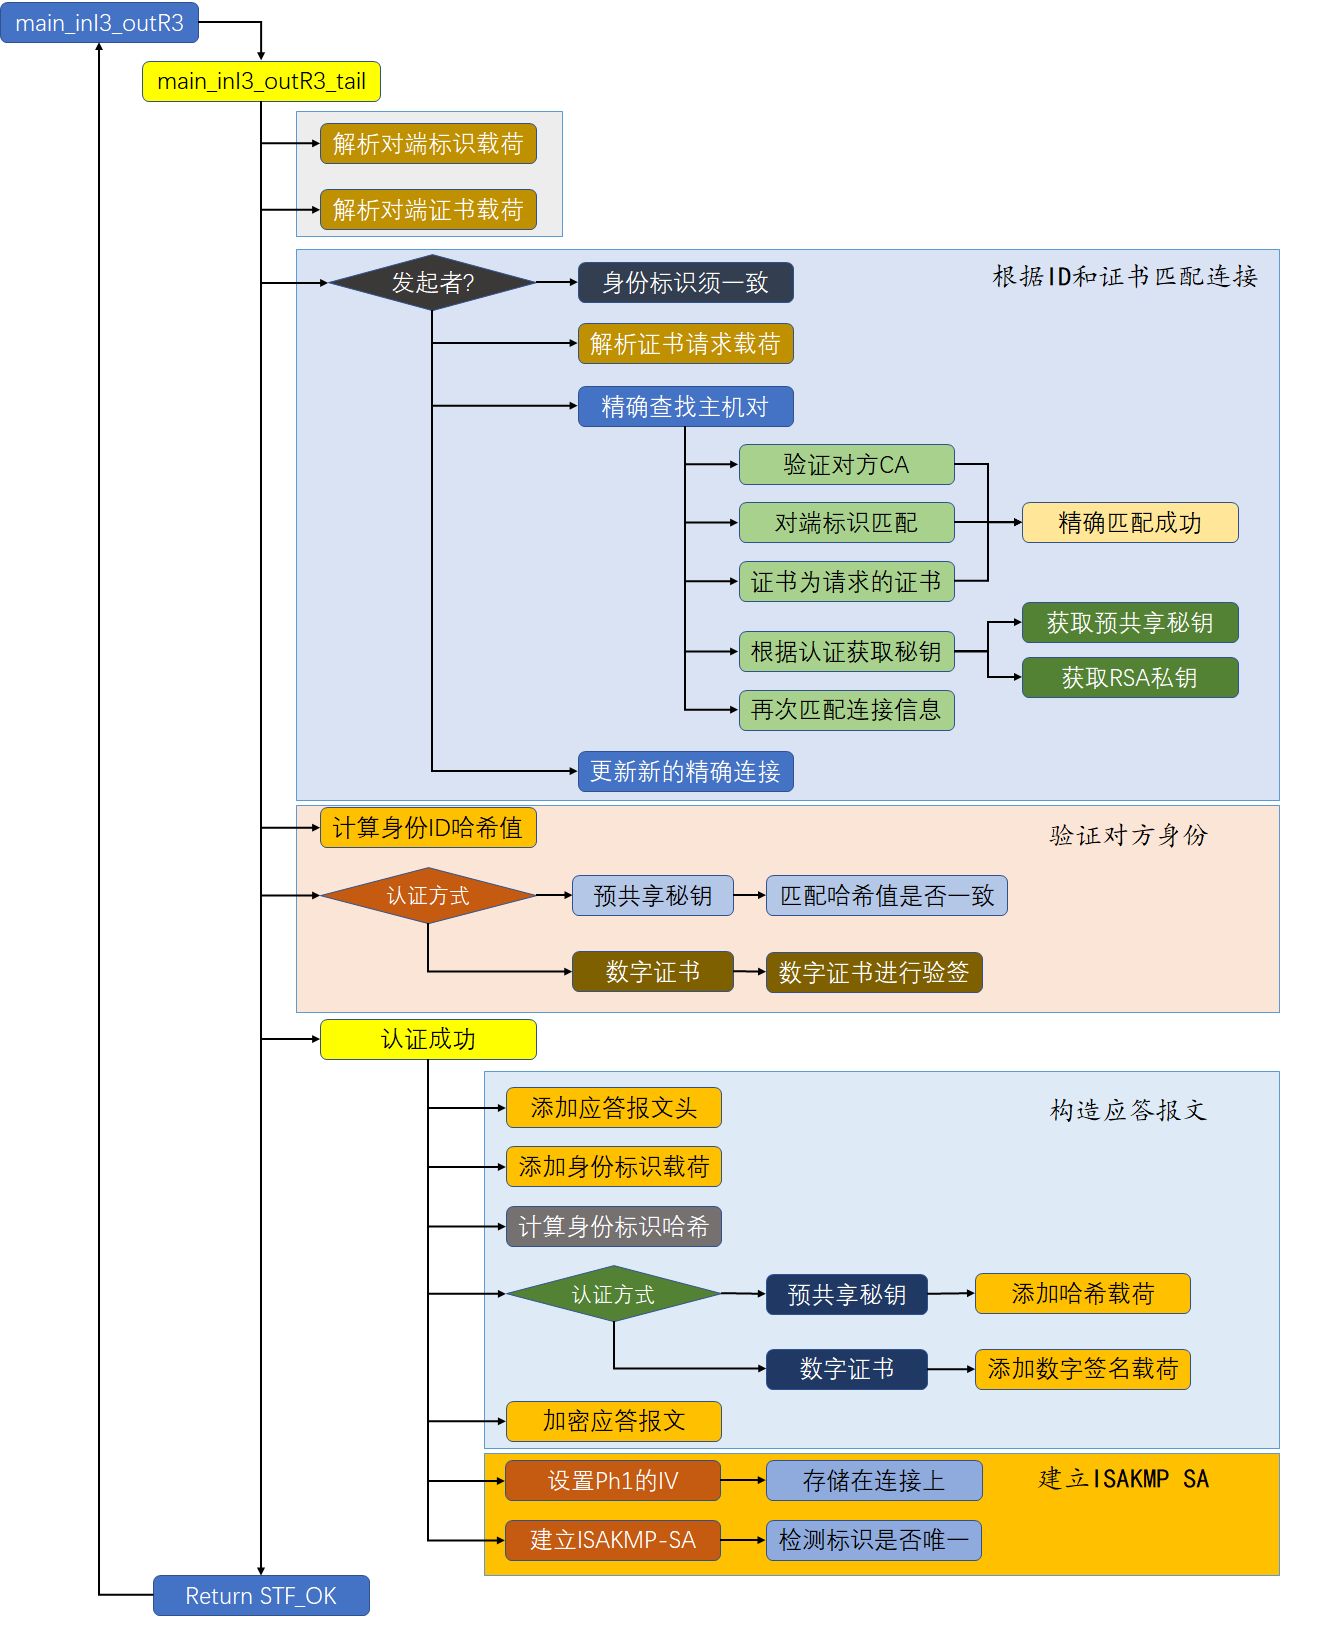 main_inI3_outR3
main_inI3_outR3_tail
解析对端标识载荷
解析对端证书载荷
根据ID和证书匹配连接
发起者?
身份标识须一致
解析证书请求载荷
精确查找主机对
验证对方CA
对端标识匹配
精确匹配成功
证书为请求的证书
获取预共享秘钥
根据认证获取秘钥
获取RSA私钥
再次匹配连接信息
更新新的精确连接
计算身份ID哈希值
验证对方身份
认证方式
预共享秘钥
匹配哈希值是否一致
数字证书
数字证书进行验签
认证成功
构造应答报文
添加应答报文头
添加身份标识载荷
计算身份标识哈希
认证方式
预共享秘钥
添加哈希载荷
数字证书
添加数字签名载荷
加密应答报文
建立ISAKMP SA
设置Ph1的IV
存储在连接上
建立ISAKMP-SA
检测标识是否唯一
Return STF_OK